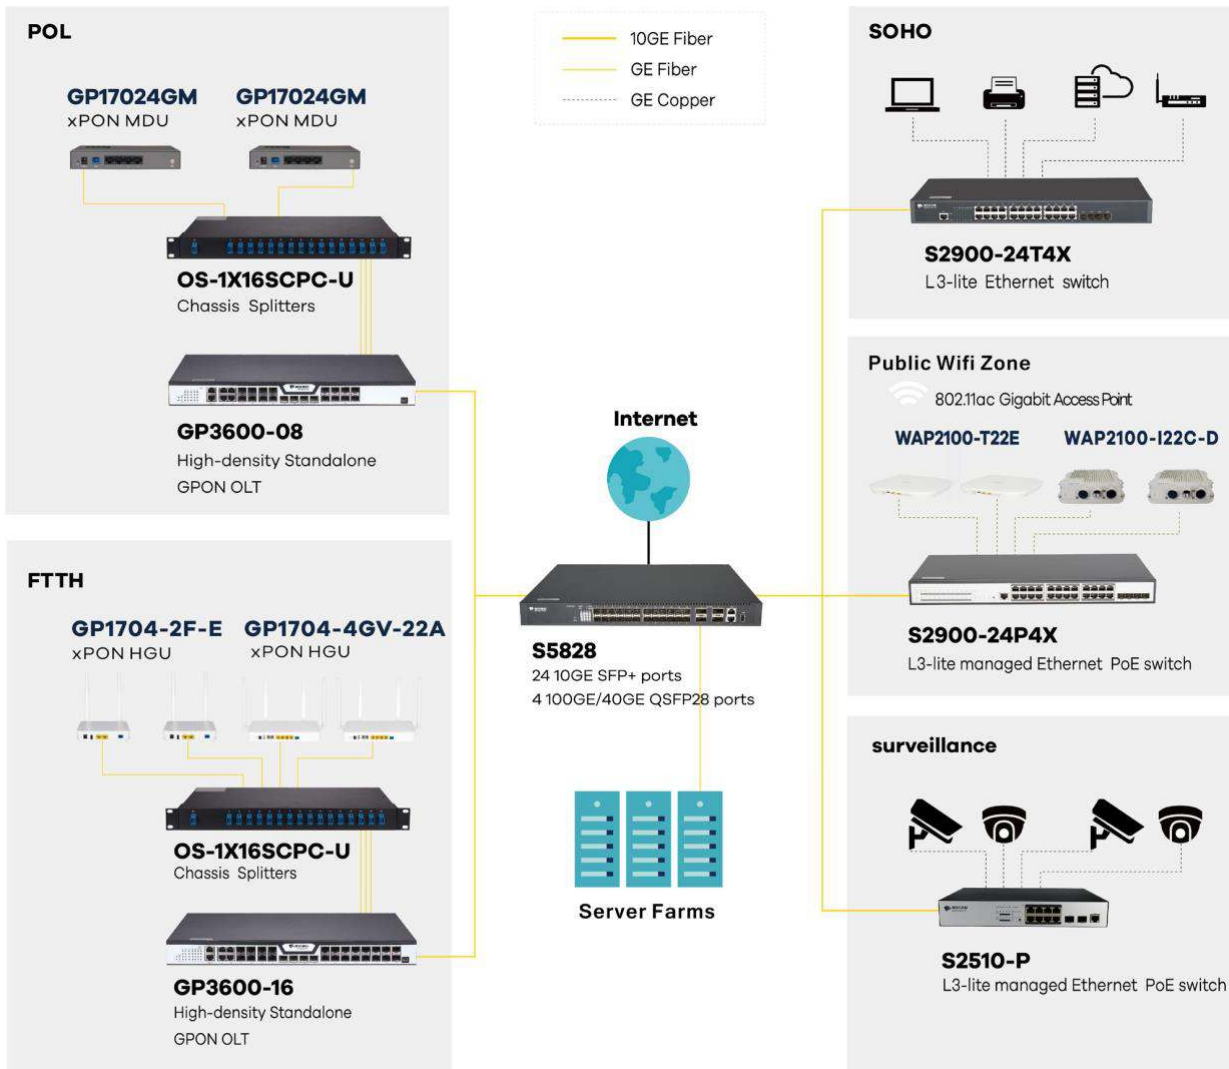 POL
GP17024GM
xPON MDU
GP17024GM
xPON MDU
OS-1X16SCPC-U
Chassis Splitters
GP3600-08
High-density Standalone
GPON OLT
FTTH
GP1704-2F-E
xPON HGU
GP1704-4GV-22A
xPON HGU
OS-1X16SCPC-U
Chassis Splitters
GP3600-16
High-density Standalone
GPON OLT
10GE Fiber
GE Fiber
GE Copper
Internet
S5828
24 10GE SFP+ ports
4 100GE/40GE QSFP28 ports
Server Farms
SOHO
S2900-24T4X
L3-lite Ethernet switch
Public Wifi Zone
802.11ac Gigabit Access Point
WAP2100-T22E
WAP2100-I22C-D
S2900-24P4X
L3-lite managed Ethernet PoE switch
surveillance
S2510-P
L3-lite managed Ethernet PoE switch